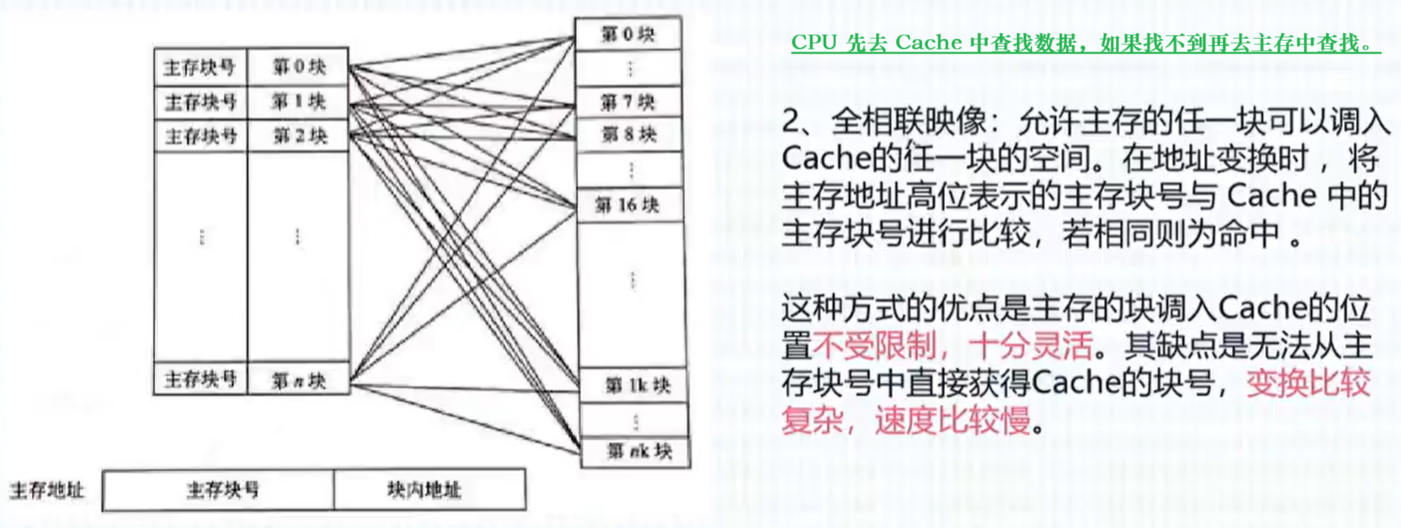 主存块号 第0块
主存块号 第1块
主存块号 第2块
⋮ ⋮
主存块号 第n块
第0块
⋮
第7块
第8块
⋮
第16块
⋮
第1k块
⋮
第nk块
主存地址 主存块号 块内地址
CPU 先去 Cache 中查找数据，如果找不到再去主存中查找。
2、全相联映像：允许主存的任一块可以调入
Cache的任一块的空间。在地址变换时，将
主存地址高位表示的主存块号与 Cache 中的
主存块号进行比较，若相同则为命中 。
这种方式的优点是主存的块调入Cache的位
置不受限制，十分灵活。其缺点是无法从主
存块号中直接获得Cache的块号，变换比较
复杂，速度比较慢。